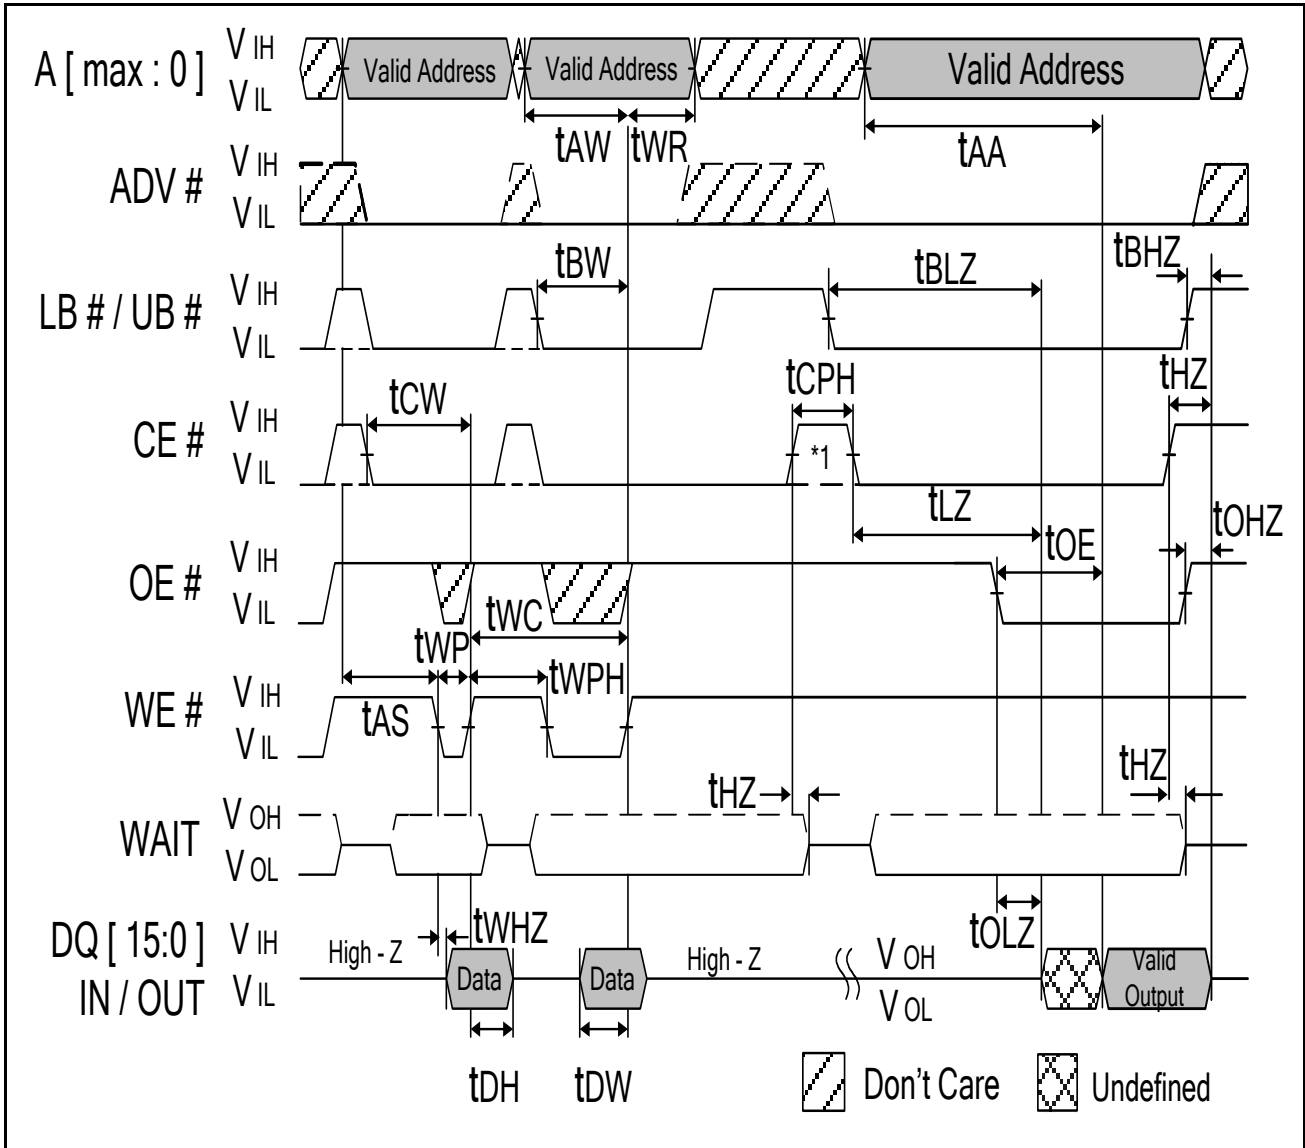 A [ max : 0 ]
V IH
V IL
Valid Address
Valid Address
Valid Address
tAW
tWR
tAA
ADV #
V IH
V IL
tBW
tBLZ
tBHZ
LB # / UB #
V IH
V IL
tCW
tCPH
tHZ
CE #
V IH
V IL
*1
tLZ
tOE
tOHZ
OE #
V IH
V IL
tWC
tWP
tWPH
WE #
V IH
V IL
tAS
tHZ
tHZ
WAIT
V OH
V OL
tWHZ
tOLZ
DQ [ 15:0 ]
IN / OUT
V IH
V IL
High - Z
Data
Data
High - Z
V OH
V OL
Valid
Output
tDH
tDW
Don't Care
Undefined